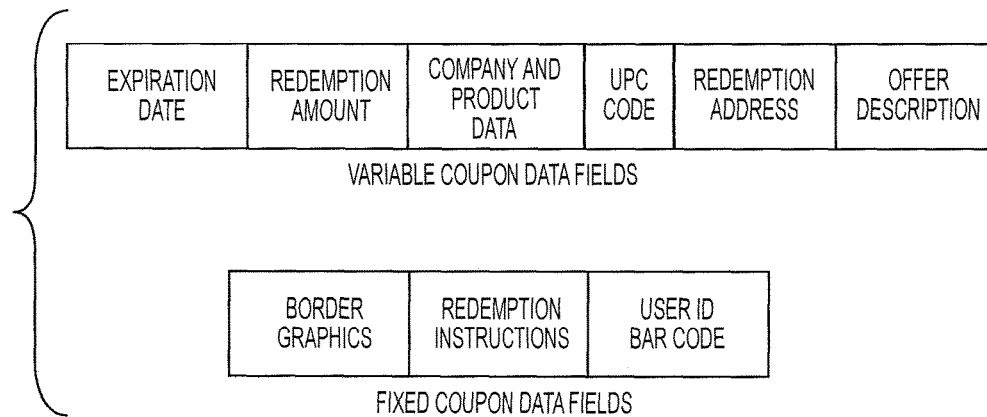 EXPIRATION
DATE
REDEMPTION
AMOUNT
COMPANY AND
PRODUCT
DATA
UPC
CODE
REDEMPTION
ADDRESS
OFFER
DESCRIPTION
VARIABLE COUPON DATA FIELDS
BORDER
GRAPHICS
REDEMPTION
INSTRUCTIONS
USER ID
BAR CODE
FIXED COUPON DATA FIELDS